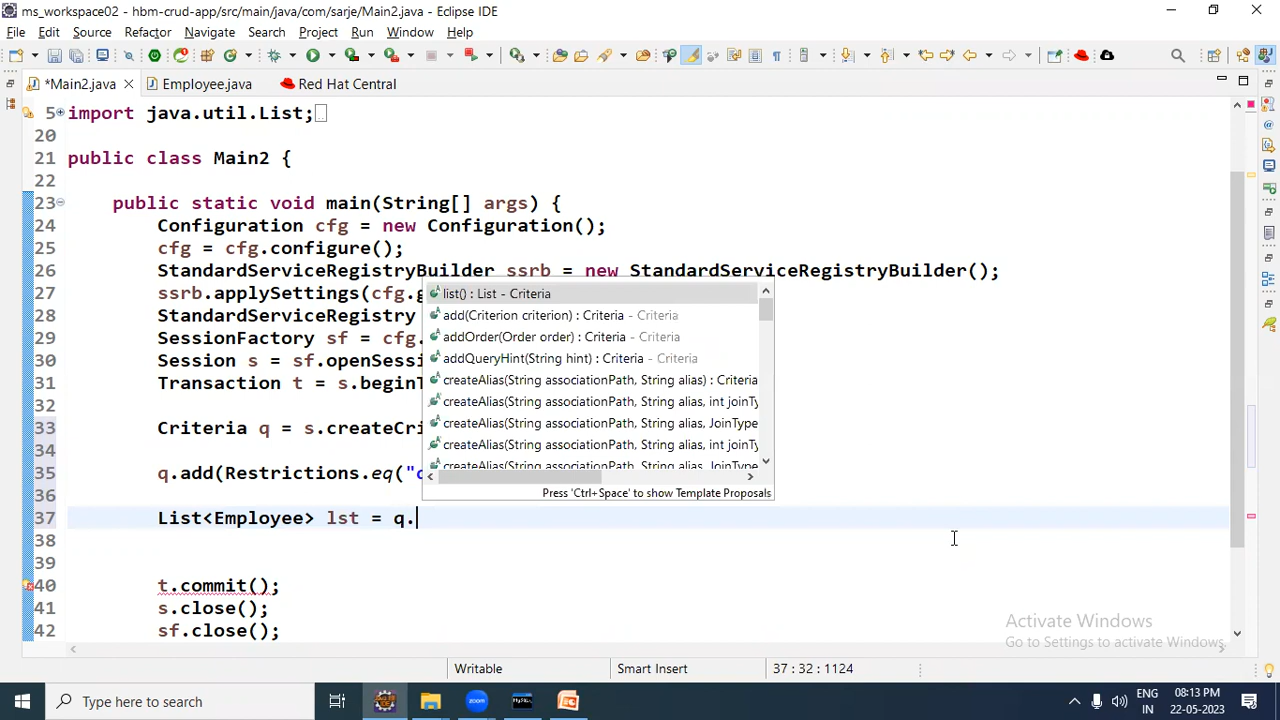 ms_workspace02 - hbm-crud-app/src/main/java/com/sarje/Main2.java - Eclipse IDE
File Edit Source Refactor Navigate Search Project Run Window Help
*Main2.java Employee.java Red Hat Central
5 import java.util.List;
20
21 public class Main2 {
22
23 public static void main(String[] args) {
24 Configuration cfg = new Configuration();
25 cfg = cfg.configure();
26 StandardServiceRegistryBuilder ssrb = new StandardServiceRegistryBuilder();
27 ssrb.applySettings(cfg.g
28 StandardServiceRegistry
29 SessionFactory sf = cfg.
30 Session s = sf.openSessi
31 Transaction t = s.beginT
32
33 Criteria q = s.createCri
34
35 q.add(Restrictions.eq("
36
37 List<Employee> lst = q.
38
39
40 t.commit();
41 s.close();
42 sf.close();
list() : List - Criteria
add(Criterion criterion) : Criteria - Criteria
addOrder(Order order) : Criteria - Criteria
addQueryHint(String hint) : Criteria - Criteria
createAlias(String associationPath, String alias) : Criteria
createAlias(String associationPath, String alias, int joinTy
createAlias(String associationPath, String alias, JoinType
createAlias(String associationPath, String alias, int joinTy
createAlias(String associationPath, String alias, JoinType
Press 'Ctrl+Space' to show Template Proposals
Activate Windows
Go to Settings to activate Windows.
Writable Smart Insert 37 : 32 : 1124
Type here to search
zoom
ENG
IN
08:13 PM
22-05-2023